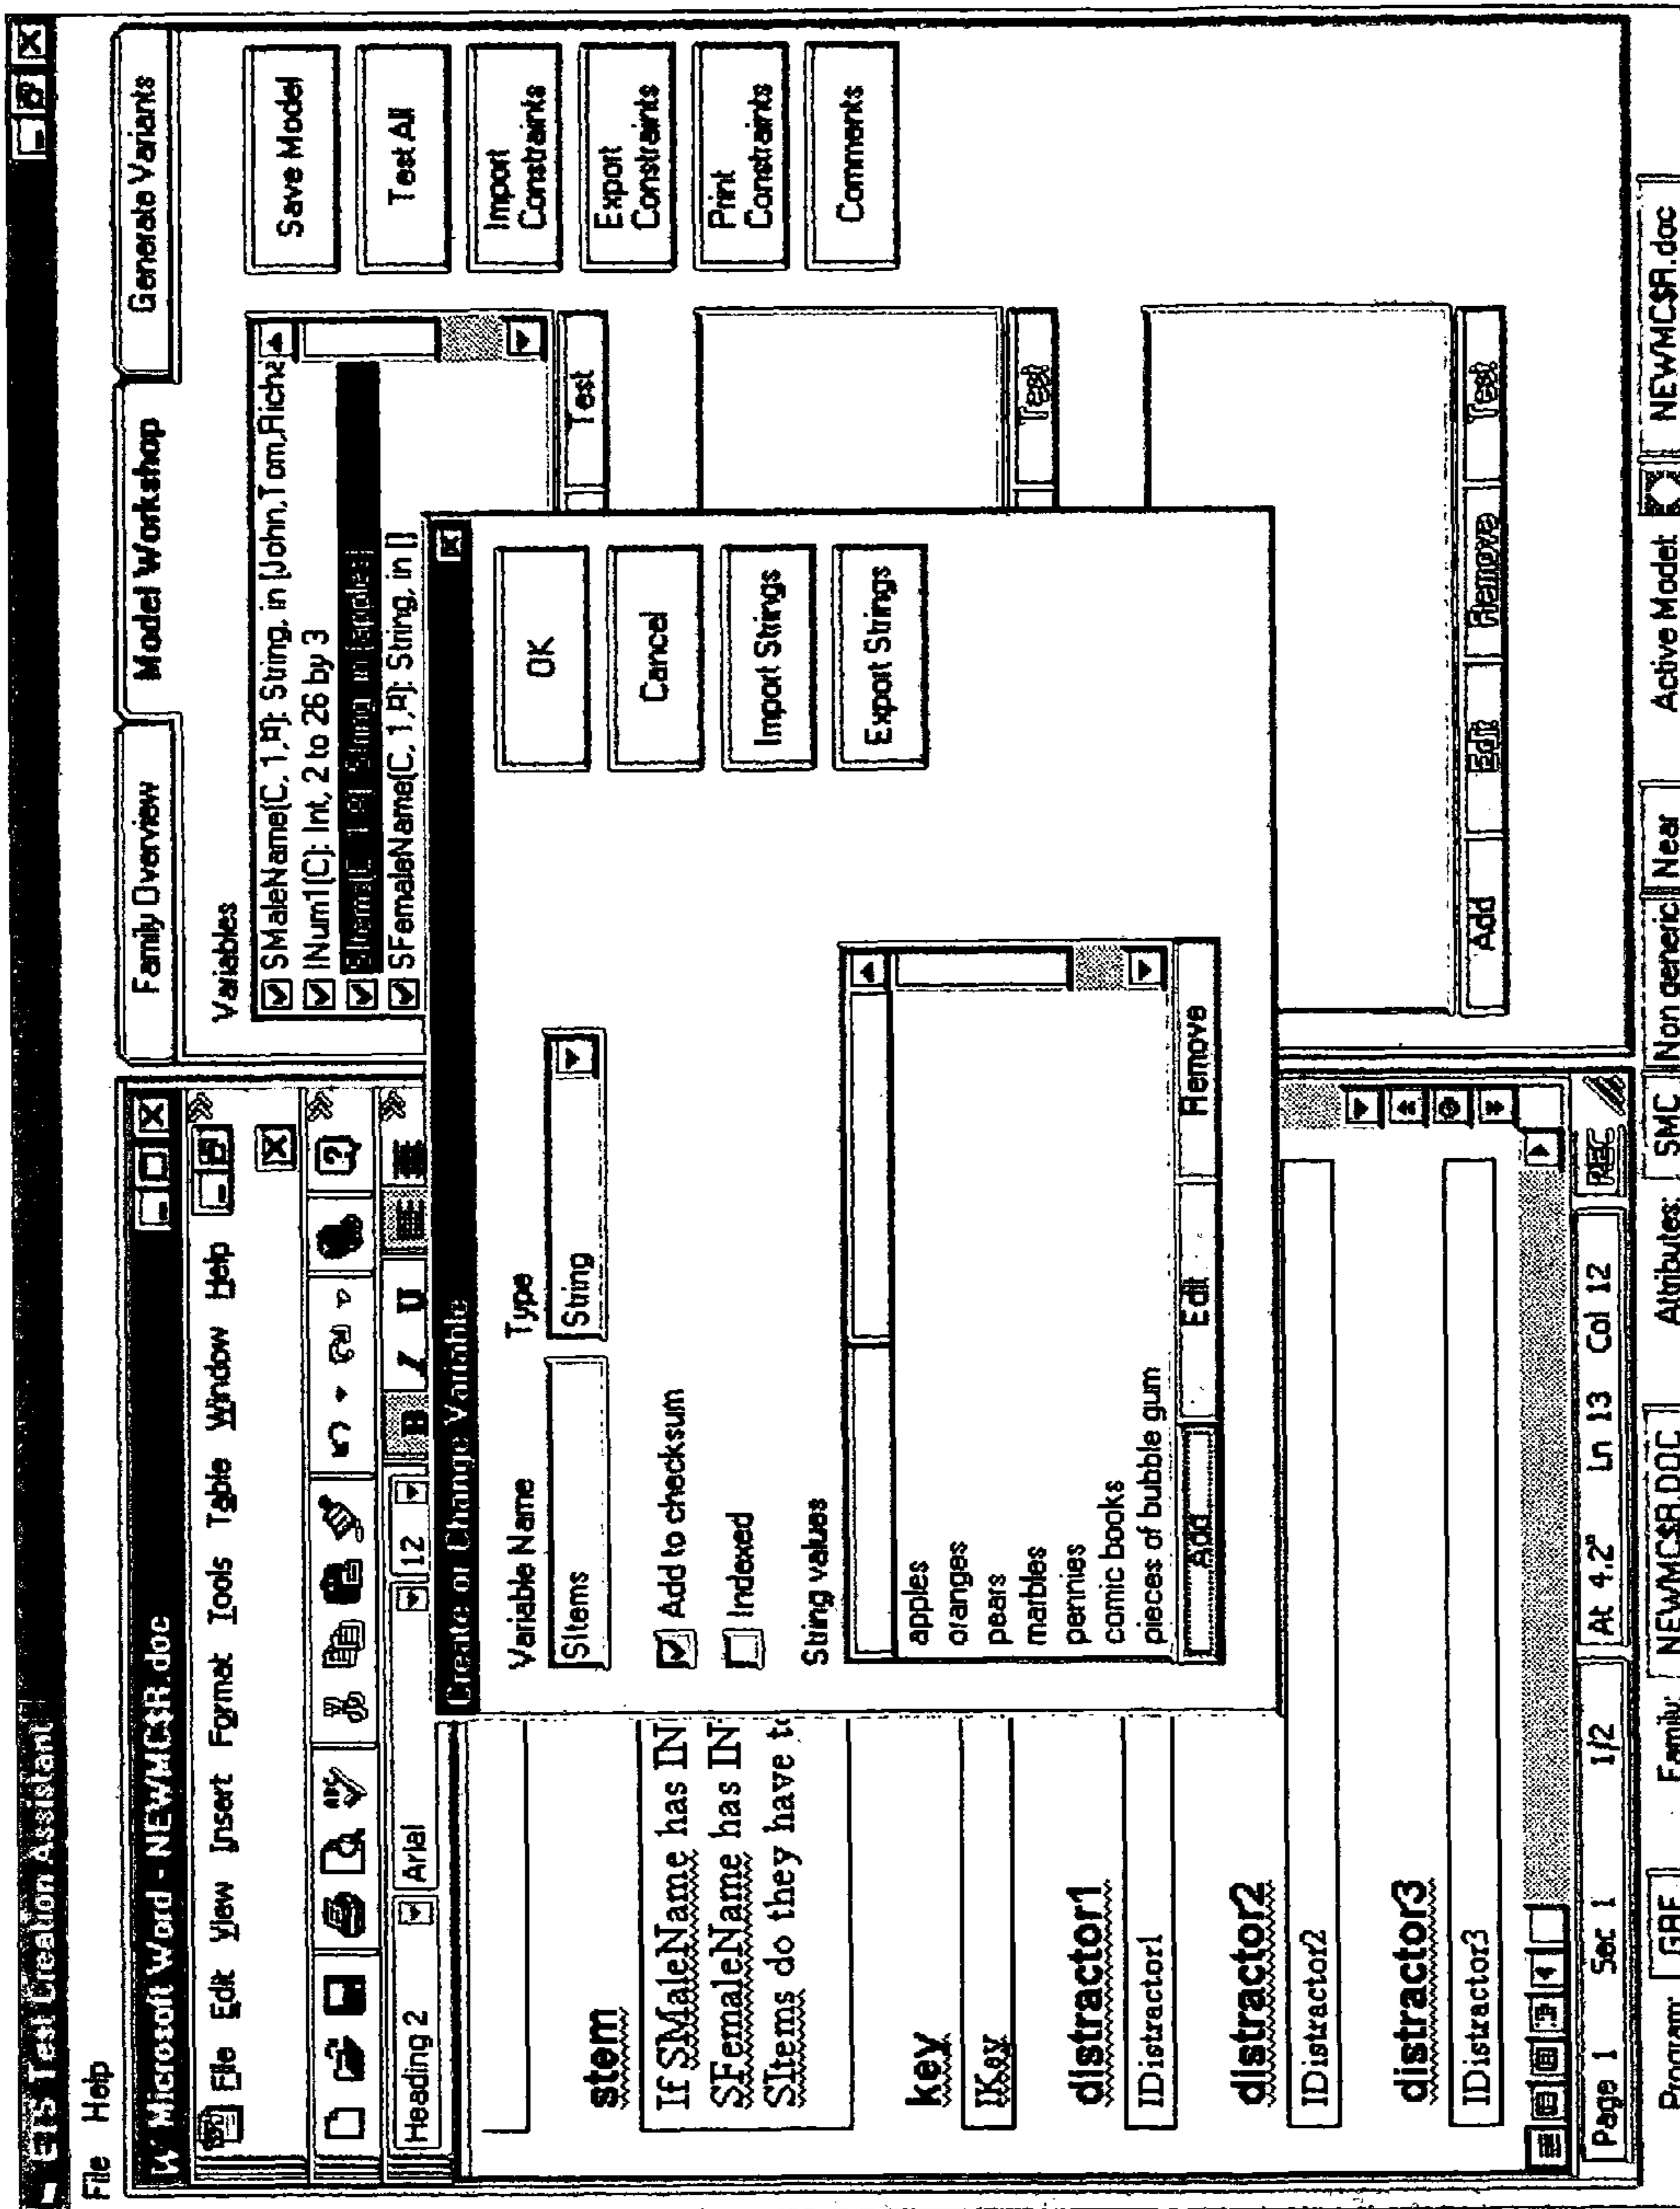 Test Creation Assistant
File Help
Microsoft Word - NEWMC$R.doc
File Edit View Insert Format Tools Table Window Help
Heading 2 Arial 12 B I U
stem
If SMaleName has IN
SFemaleName has IN
SItems do they have to
key
IKey
distractor1
IDistractor1
distractor2
IDistractor2
distractor3
IDistractor3
Page 1 Sec 1 1/2 At 4.2" Ln 13 Col 12 REC
Family Overview
Model Workshop
Generate Variants
Variables
SMaleName(C, 1,R): String, in [John,Tom,Richa
INum1(C): Int, 2 to 26 by 3
SFemaleName(C, 1,R): String, in []
Test
Save Model
Test All
Import Constraints
Export Constraints
Print Constraints
Comments
Test
Add Edit Remove Test
Create or Change Variable
Variable Name
SItems
Type
String
Add to checksum
Indexed
String values
apples
oranges
pears
marbles
pennies
comic books
pieces of bubble gum
Add Edit Remove
OK
Cancel
Import Strings
Export Strings
Program: GRE Family: NEWMC$R.DOC Attributes: SMC Non generic Near Active Model: NEWMC$R.doc